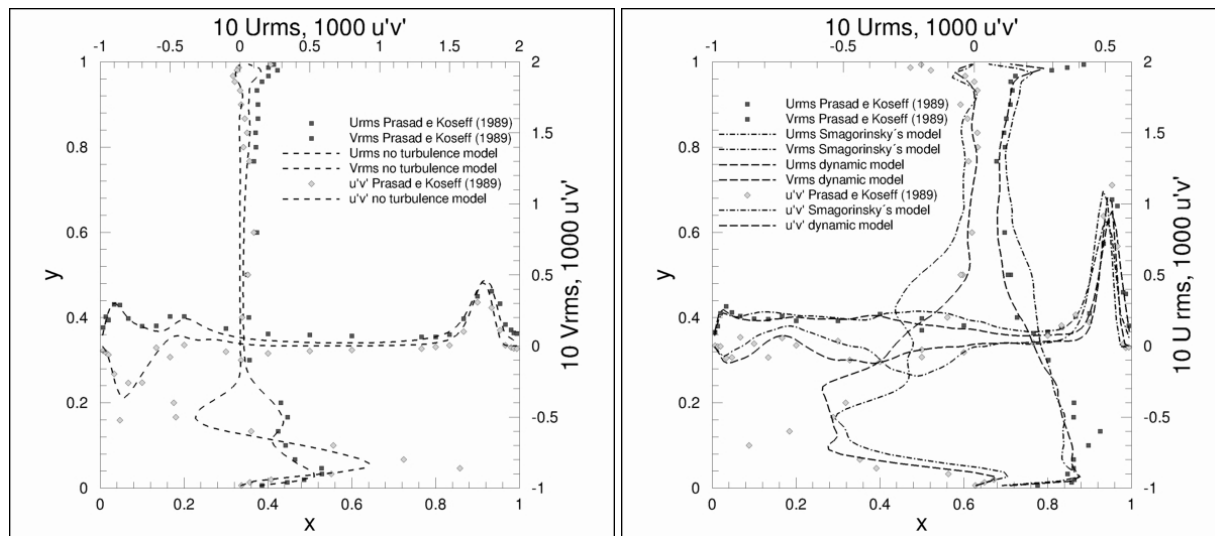 10 Urms, 1000 u'v'
-1 -0.5 0 0.5 1 1.5 2
1 0.8 0.6 0.4 0.2 0
y
Urms Prasad e Koseff (1989)
Vrms Prasad e Koseff (1989)
Urms no turbulence model
Vrms no turbulence model
u'v' Prasad e Koseff (1989)
u'v' no turbulence model
2 1.5 1 0.5 0 -0.5 -1
10 Vrms, 1000 u'v'
0 0.2 0.4 0.6 0.8 1
x
10 Urms, 1000 u'v'
-1 -0.5 0 0.5
1 0.8 0.6 0.4 0.2 0
y
Urms Prasad e Koseff (1989)
Vrms Prasad e Koseff (1989)
Urms Smagorinsky´s model
Vrms Smagorinsky´s model
Urms dynamic model
Vrms dynamic model
u'v' Prasad e Koseff (1989)
u'v' Smagorinsky's model
u'v' dynamic model
2 1.5 1 0.5 0 -0.5 -1
10 U rms, 1000 u'v'
0 0.2 0.4 0.6 0.8 1
x